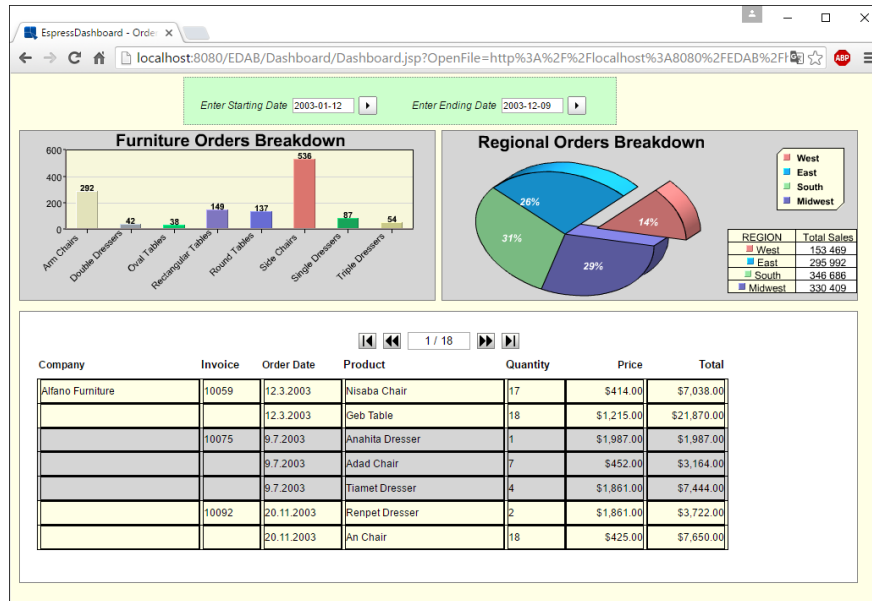 EspressDashboard - Orde
localhost:8080/EDAB/Dashboard/Dashboard.jsp?OpenFile=http%3A%2F%2Flocalhost%3A8080%2FEDAB%2F
ABP
Enter Starting Date 2003-01-12 Enter Ending Date 2003-12-09
Furniture Orders Breakdown
600
400
200
0
292
42
38
149
137
536
87
54
Arm Chairs
Double Dressers
Oval Tables
Rectangular Tables
Round Tables
Side Chairs
Single Dressers
Triple Dressers
Regional Orders Breakdown
26%
14%
31%
29%
West
East
South
Midwest
REGION Total Sales
West 153 469
East 295 992
South 346 686
Midwest 330 409
1 / 18
Company Invoice Order Date Product Quantity Price Total
Alfano Furniture 10059 12.3.2003 Nisaba Chair 17 $414.00 $7,038.00
12.3.2003 Geb Table 18 $1,215.00 $21,870.00
10075 9.7.2003 Anahita Dresser 1 $1,987.00 $1,987.00
9.7.2003 Adad Chair 7 $452.00 $3,164.00
9.7.2003 Tiamet Dresser 4 $1,861.00 $7,444.00
10092 20.11.2003 Renpet Dresser 2 $1,861.00 $3,722.00
20.11.2003 An Chair 18 $425.00 $7,650.00